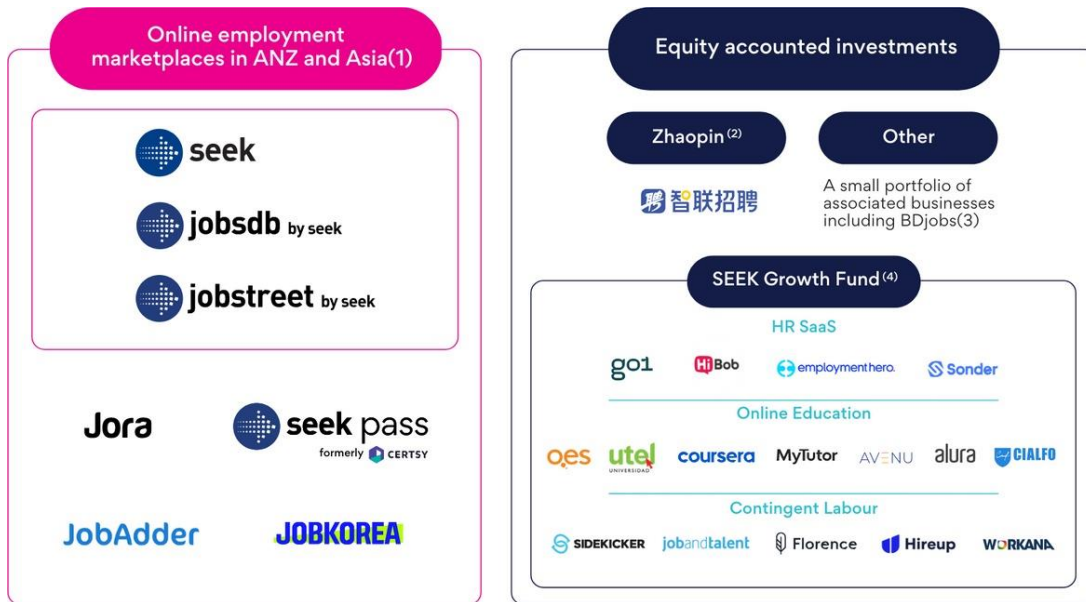 Online employment
marketplaces in ANZ and Asia(1)
seek
jobsdb by seek
jobstreet by seek
Jora
seek pass
formerly CERTSY
JobAdder
JOBKOREA
Equity accounted investments
Zhaopin (2)
聘 智联招聘
Other
A small portfolio of
associated businesses
including BDjobs(3)
SEEK Growth Fund (4)
HR SaaS
go1
HiBob
employmenthero.
Sonder
Online Education
oes
utel
UNIVERSIDAD
coursera
MyTutor
AVENU
alura
CIALFO
Contingent Labour
SIDEKICKER
jobandtalent
Florence
Hireup
WORKANA